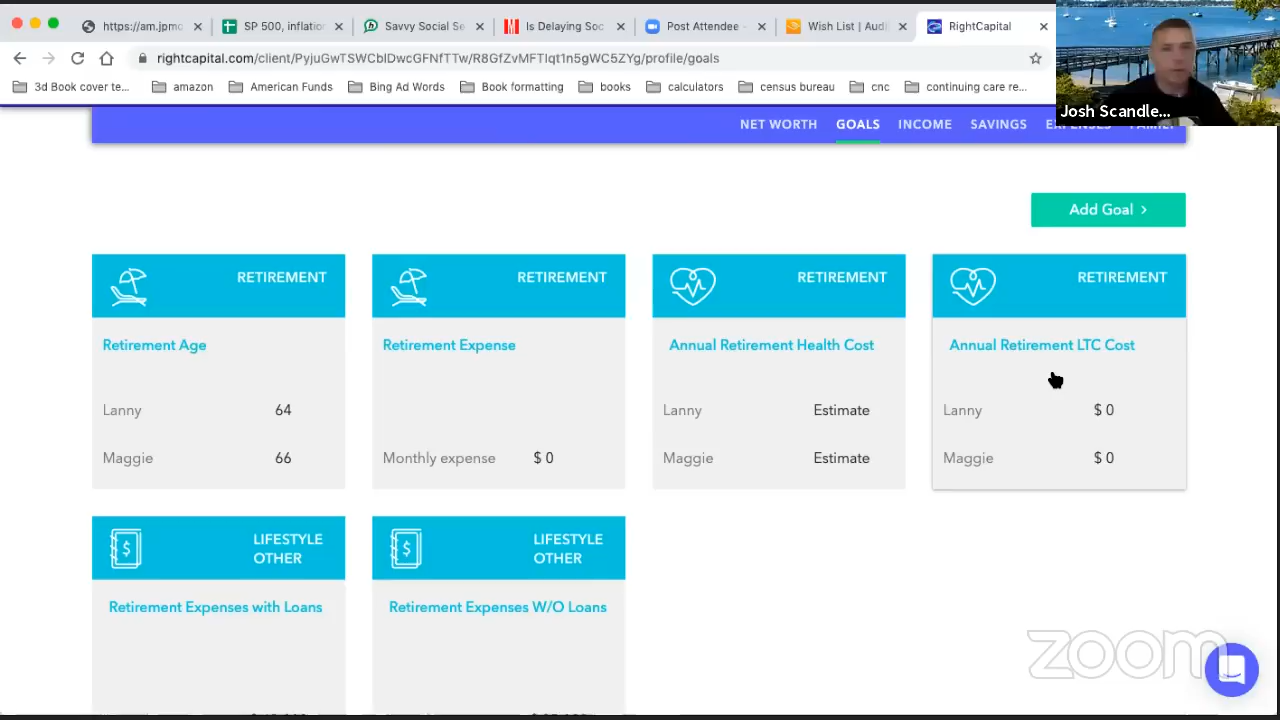 https://am.jpmo
SP 500, inflation
Savvy Social Se
Is Delaying Soc
Post Attendee -
Wish List | Audi
RightCapital
rightcapital.com/client/PyjuGwTSWCblDwcGFNfTTw/R8GfZvMFTIqt1n5gWC5ZYg/profile/goals
3d Book cover te...
amazon
American Funds
Bing Ad Words
Book formatting
books
calculators
census bureau
cnc
continuing care re...
Josh Scandle...
NET WORTH
GOALS
INCOME
SAVINGS
EXPENSES
FAMILY
Add Goal >
RETIREMENT
Retirement Age
Lanny 64
Maggie 66
RETIREMENT
Retirement Expense
Monthly expense $ 0
RETIREMENT
Annual Retirement Health Cost
Lanny Estimate
Maggie Estimate
RETIREMENT
Annual Retirement LTC Cost
Lanny $ 0
Maggie $ 0
LIFESTYLE
OTHER
Retirement Expenses with Loans
LIFESTYLE
OTHER
Retirement Expenses W/O Loans
zoom